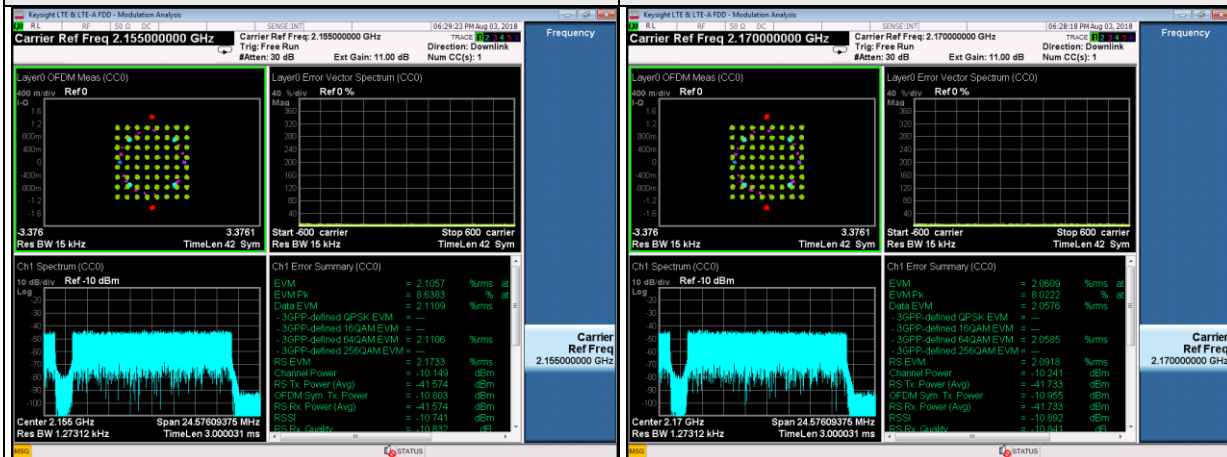 Keysight LTE & LTE-A FDD - Modulation Analysis
RL RF 50 Ω DC SENSE:INT 06:29:23 PM Aug 03, 2018
Carrier Ref Freq 2.155000000 GHz
Carrier Ref Freq: 2.155000000 GHz
TRACE 1 2 3 4 5 6
Trig: Free Run
Direction: Downlink
#Atten: 30 dB Ext Gain: 11.00 dB Num CC(s): 1
Frequency
Layer0 OFDM Meas (CC0)
400 m/div Ref 0
I-Q
1.6
1.2
800m
400m
0
-400m
-800m
-1.2
-1.6
-3.376 3.3761
Res BW 15 kHz TimeLen 42 Sym
Layer0 Error Vector Spectrum (CC0)
40 %/div Ref 0 %
Mag
360
320
280
240
200
160
120
80
40
Start -600 carrier Stop 600 carrier
Res BW 15 kHz TimeLen 42 Sym
Ch1 Spectrum (CC0)
10 dB/div Ref -10 dBm
Log
-20
-30
-40
-50
-60
-70
-80
-90
-100
Center 2.155 GHz Span 24.57609375 MHz
Res BW 1.27312 kHz TimeLen 3.000031 ms
Ch1 Error Summary (CC0)
EVM = 2.1057 %rms at
EVM Pk = 8.6383 % at
Data EVM = 2.1109 %rms
- 3GPP-defined QPSK EVM = ---
- 3GPP-defined 16QAM EVM = ---
- 3GPP-defined 64QAM EVM = 2.1106 %rms
- 3GPP-defined 256QAM EVM = ---
RS EVM = 2.1733 %rms
Channel Power = -10.149 dBm
RS Tx. Power (Avg) = -41.574 dBm
OFDM Sym. Tx. Power = -10.803 dBm
RS Rx. Power (Avg) = -41.574 dBm
RSSI = -10.741 dBm
RS Rx. Quality = -10.832 dB
Carrier
Ref Freq
2.155000000 GHz
MSG STATUS
Keysight LTE & LTE-A FDD - Modulation Analysis
RL RF 50 Ω DC SENSE:INT 06:28:18 PM Aug 03, 2018
Carrier Ref Freq 2.170000000 GHz
Carrier Ref Freq: 2.170000000 GHz
TRACE 1 2 3 4 5 6
Trig: Free Run
Direction: Downlink
#Atten: 30 dB Ext Gain: 11.00 dB Num CC(s): 1
Frequency
Layer0 OFDM Meas (CC0)
400 m/div Ref 0
I-Q
1.6
1.2
800m
400m
0
-400m
-800m
-1.2
-1.6
-3.376 3.3761
Res BW 15 kHz TimeLen 42 Sym
Layer0 Error Vector Spectrum (CC0)
40 %/div Ref 0 %
Mag
360
320
280
240
200
160
120
80
40
Start -600 carrier Stop 600 carrier
Res BW 15 kHz TimeLen 42 Sym
Ch1 Spectrum (CC0)
10 dB/div Ref -10 dBm
Log
-20
-30
-40
-50
-60
-70
-80
-90
-100
Center 2.17 GHz Span 24.57609375 MHz
Res BW 1.27312 kHz TimeLen 3.000031 ms
Ch1 Error Summary (CC0)
EVM = 2.0609 %rms at
EVM Pk = 8.0222 % at
Data EVM = 2.0576 %rms
- 3GPP-defined QPSK EVM = ---
- 3GPP-defined 16QAM EVM = ---
- 3GPP-defined 64QAM EVM = 2.0585 %rms
- 3GPP-defined 256QAM EVM = ---
RS EVM = 2.0918 %rms
Channel Power = -10.241 dBm
RS Tx. Power (Avg) = -41.733 dBm
OFDM Sym. Tx. Power = -10.955 dBm
RS Rx. Power (Avg) = -41.733 dBm
RSSI = -10.892 dBm
RS Rx. Quality = -10.841 dB
Carrier
Ref Freq
2.170000000 GHz
MSG STATUS